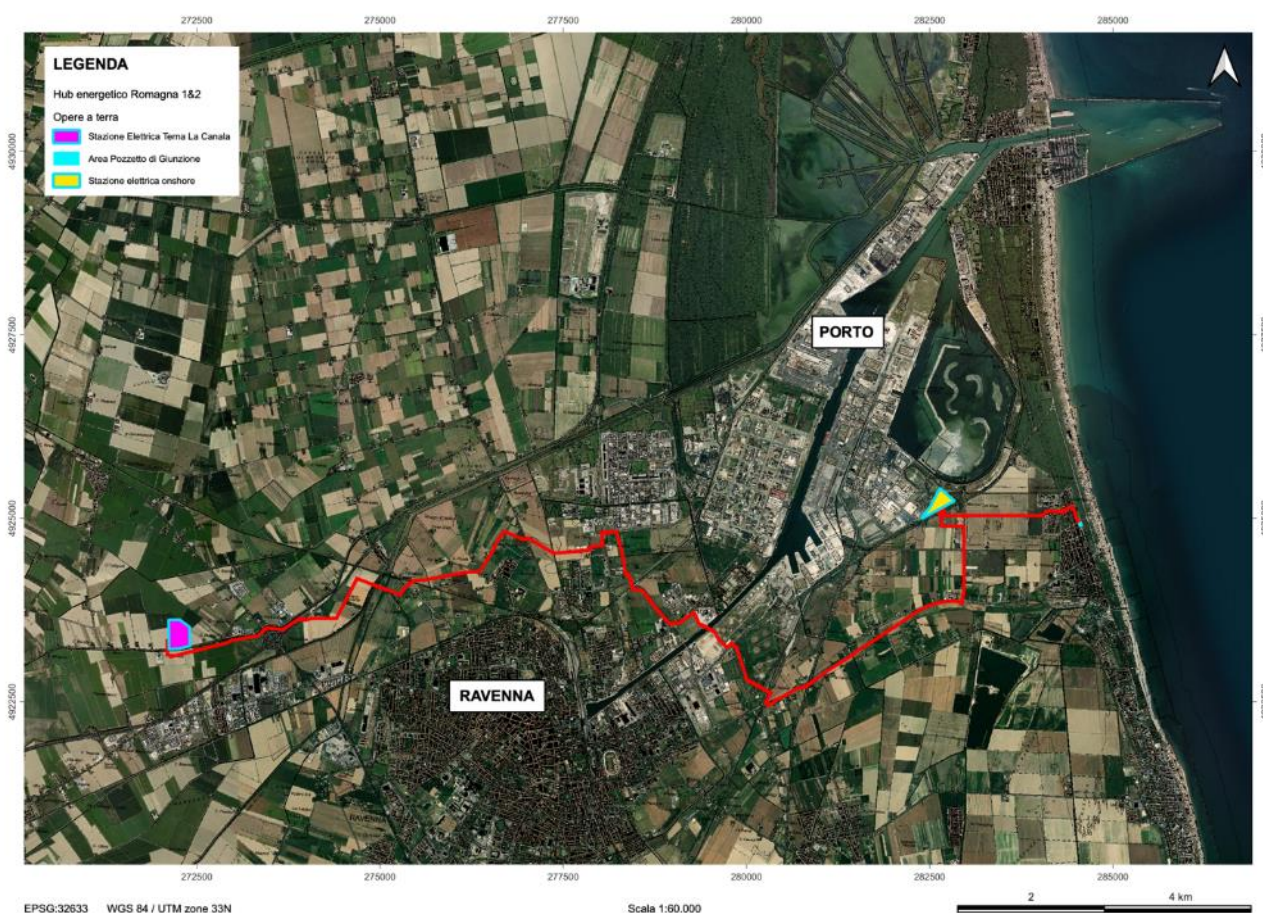 272500 275000 277500 280000 282500 285000
LEGENDA
Hub energetico Romagna 1&2
Opere a terra
Stazione Elettrica Terna La Canala
Area Pozzetto di Giunzione
Stazione elettrica onshore
4930000
4927500
PORTO
4925000
4922500
RAVENNA
RAVENNA
272500 275000 277500 280000 282500 285000
2 4 km
EPSG:32633 WGS 84 / UTM zone 33N Scala 1:60.000